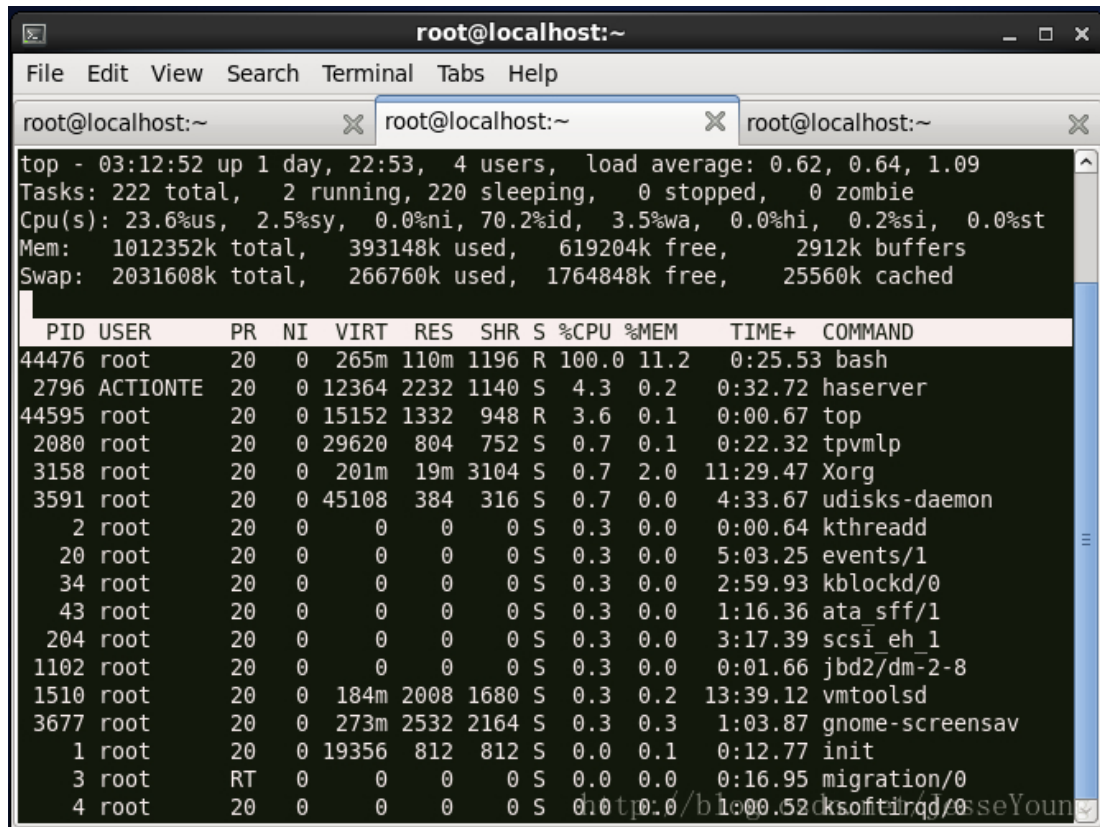 root@localhost:~
File Edit View Search Terminal Tabs Help
root@localhost:~ root@localhost:~ root@localhost:~
top - 03:12:52 up 1 day, 22:53, 4 users, load average: 0.62, 0.64, 1.09
Tasks: 222 total, 2 running, 220 sleeping, 0 stopped, 0 zombie
Cpu(s): 23.6%us, 2.5%sy, 0.0%ni, 70.2%id, 3.5%wa, 0.0%hi, 0.2%si, 0.0%st
Mem: 1012352k total, 393148k used, 619204k free, 2912k buffers
Swap: 2031608k total, 266760k used, 1764848k free, 25560k cached
PID USER PR NI VIRT RES SHR S %CPU %MEM TIME+ COMMAND
44476 root 20 0 265m 110m 1196 R 100.0 11.2 0:25.53 bash
2796 ACTIONTE 20 0 12364 2232 1140 S 4.3 0.2 0:32.72 haserver
44595 root 20 0 15152 1332 948 R 3.6 0.1 0:00.67 top
2080 root 20 0 29620 804 752 S 0.7 0.1 0:22.32 tpvmlp
3158 root 20 0 201m 19m 3104 S 0.7 2.0 11:29.47 Xorg
3591 root 20 0 45108 384 316 S 0.7 0.0 4:33.67 udisks-daemon
2 root 20 0 0 0 0 S 0.3 0.0 0:00.64 kthreadd
20 root 20 0 0 0 0 S 0.3 0.0 5:03.25 events/1
34 root 20 0 0 0 0 S 0.3 0.0 2:59.93 kblockd/0
43 root 20 0 0 0 0 S 0.3 0.0 1:16.36 ata_sff/1
204 root 20 0 0 0 0 S 0.3 0.0 3:17.39 scsi_eh_1
1102 root 20 0 0 0 0 S 0.3 0.0 0:01.66 jbd2/dm-2-8
1510 root 20 0 184m 2008 1680 S 0.3 0.2 13:39.12 vmtoolsd
3677 root 20 0 273m 2532 2164 S 0.3 0.3 1:03.87 gnome-screensav
1 root 20 0 19356 812 812 S 0.0 0.1 0:12.77 init
3 root RT 0 0 0 0 S 0.0 0.0 0:16.95 migration/0
4 root 20 0 0 0 0 S 0.0 0.0 1:00.52 ksoftirqd/0
http://blog.csdn.net/JesseYoung